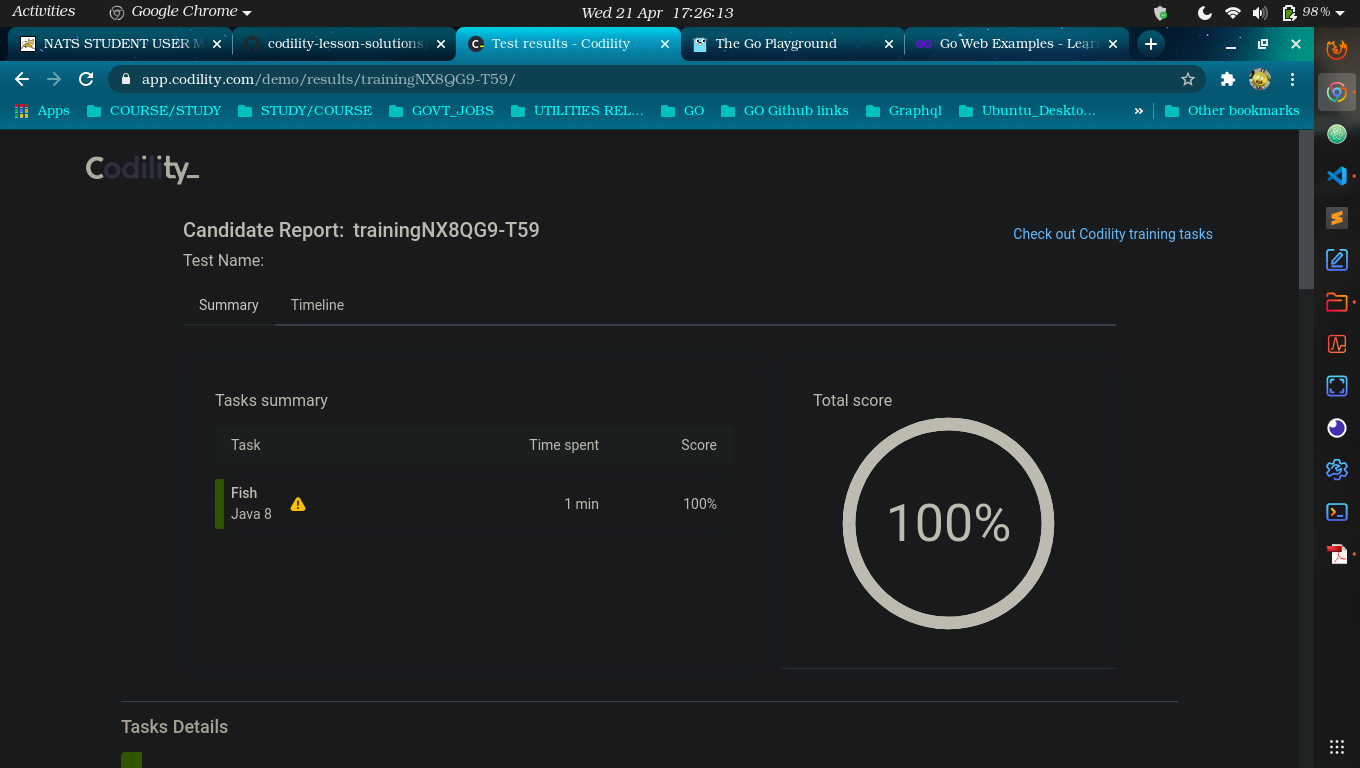 Activities Google Chrome Wed 21 Apr 17:26:13 98%
NATS STUDENT USER M codility-lesson-solutions Test results - Codility The Go Playground Go Web Examples - Lear
app.codility.com/demo/results/trainingNX8QG9-T59/
Apps COURSE/STUDY STUDY/COURSE GOVT_JOBS UTILITIES REL... GO GO Github links Graphql Ubuntu_Deskto... » Other bookmarks
Codility_
Candidate Report: trainingNX8QG9-T59
Check out Codility training tasks
Test Name:
Summary Timeline
Tasks summary
Task Time spent Score
Fish
Java 8
1 min 100%
Total score
100%
Tasks Details